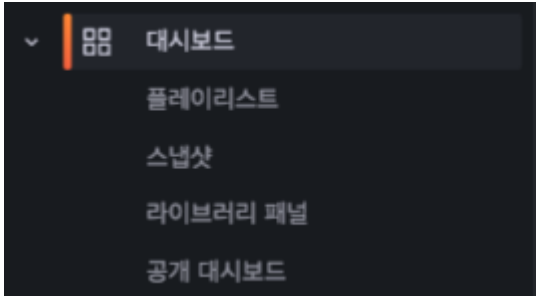 대시보드
플레이리스트
스냅샷
라이브러리 패널
공개 대시보드